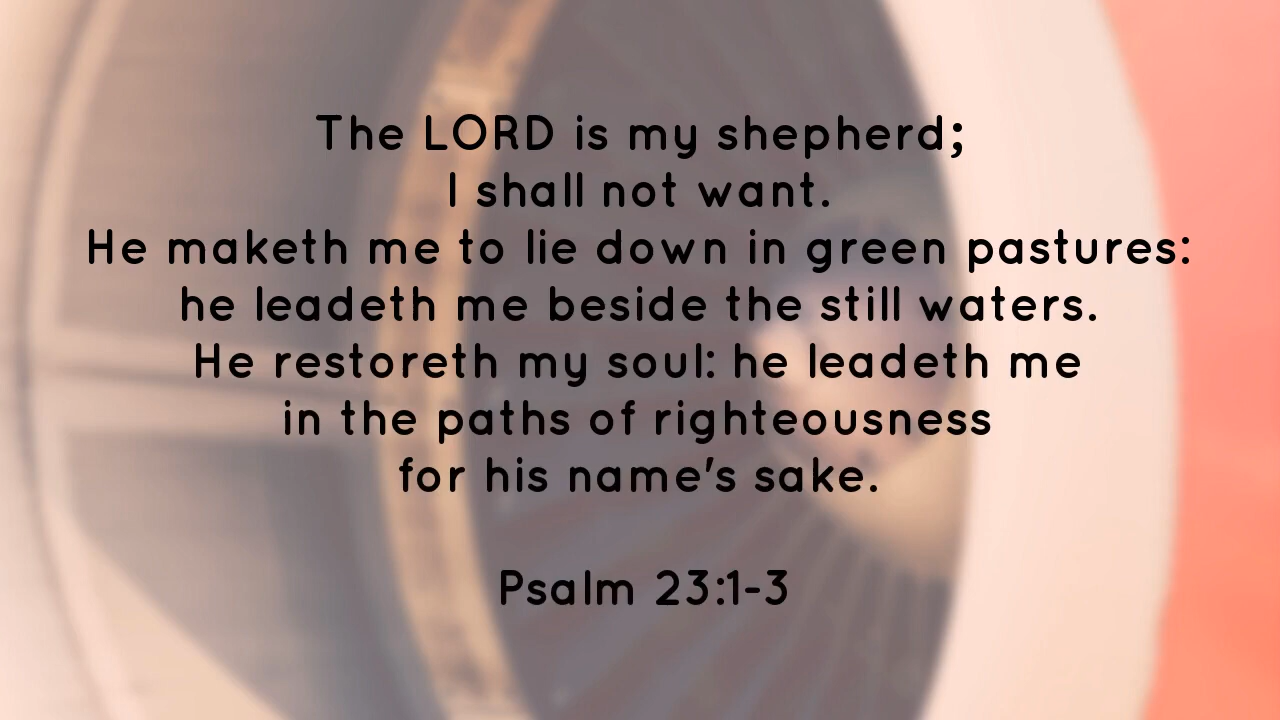 The LORD is my shepherd;
I shall not want.
He maketh me to lie down in green pastures:
he leadeth me beside the still waters.
He restoreth my soul: he leadeth me
in the paths of righteousness
for his name's sake.
Psalm 23:1-3